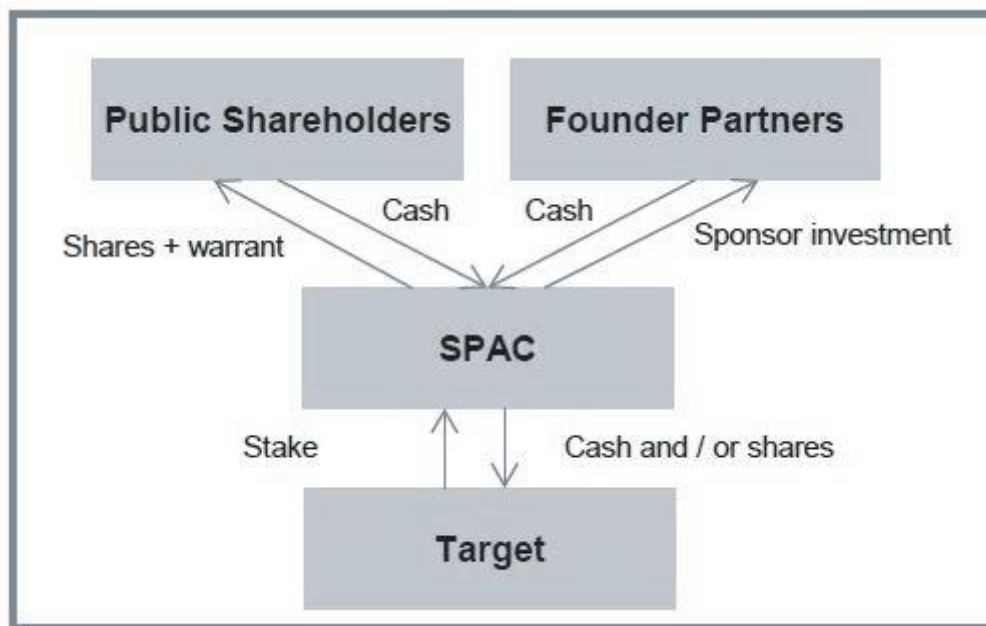 Public Shareholders
Founder Partners
Cash
Cash
Shares + warrant
Sponsor investment
SPAC
Stake
Cash and / or shares
Target